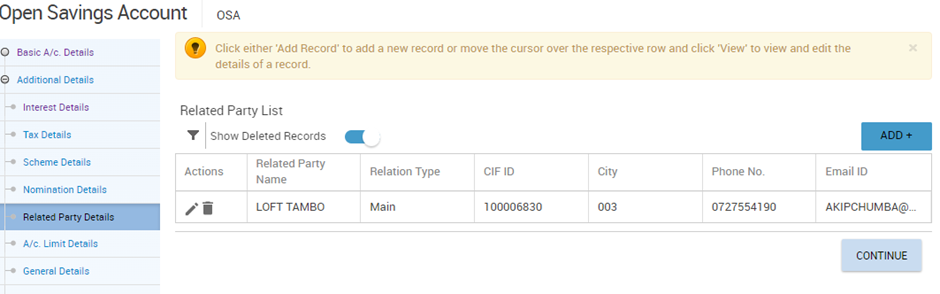 Open Savings Account OSA
Basic A/c. Details
Additional Details
Interest Details
Tax Details
Scheme Details
Nomination Details
Related Party Details
A/c. Limit Details
General Details
Click either 'Add Record' to add a new record or move the cursor over the respective row and click 'View' to view and edit the
details of a record.
×
Related Party List
Show Deleted Records
ADD +
Actions Related Party Name Relation Type CIF ID City Phone No. Email ID
LOFT TAMBO Main 100006830 003 0727554190 AKIPCHUMBA@...
CONTINUE